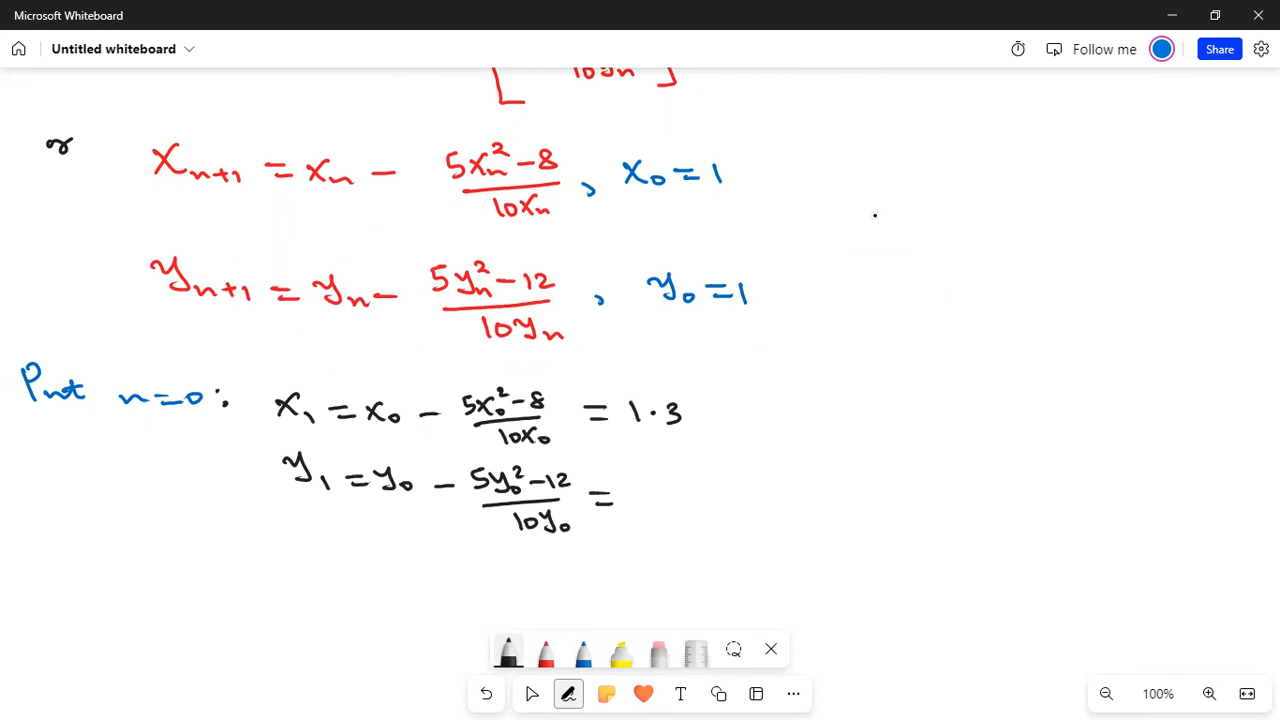 Microsoft Whiteboard
Untitled whiteboard
Follow me
Share
10yn
or
xₙ₊₁ = xₙ − (5xₙ² − 8)/(10xₙ), x₀ = 1
yₙ₊₁ = yₙ − (5yₙ² − 12)/(10yₙ), y₀ = 1
Put n=0: x₁ = x₀ − (5x₀² − 8)/(10x₀) = 1.3
y₁ = y₀ − (5y₀² − 12)/(10y₀) =
100%